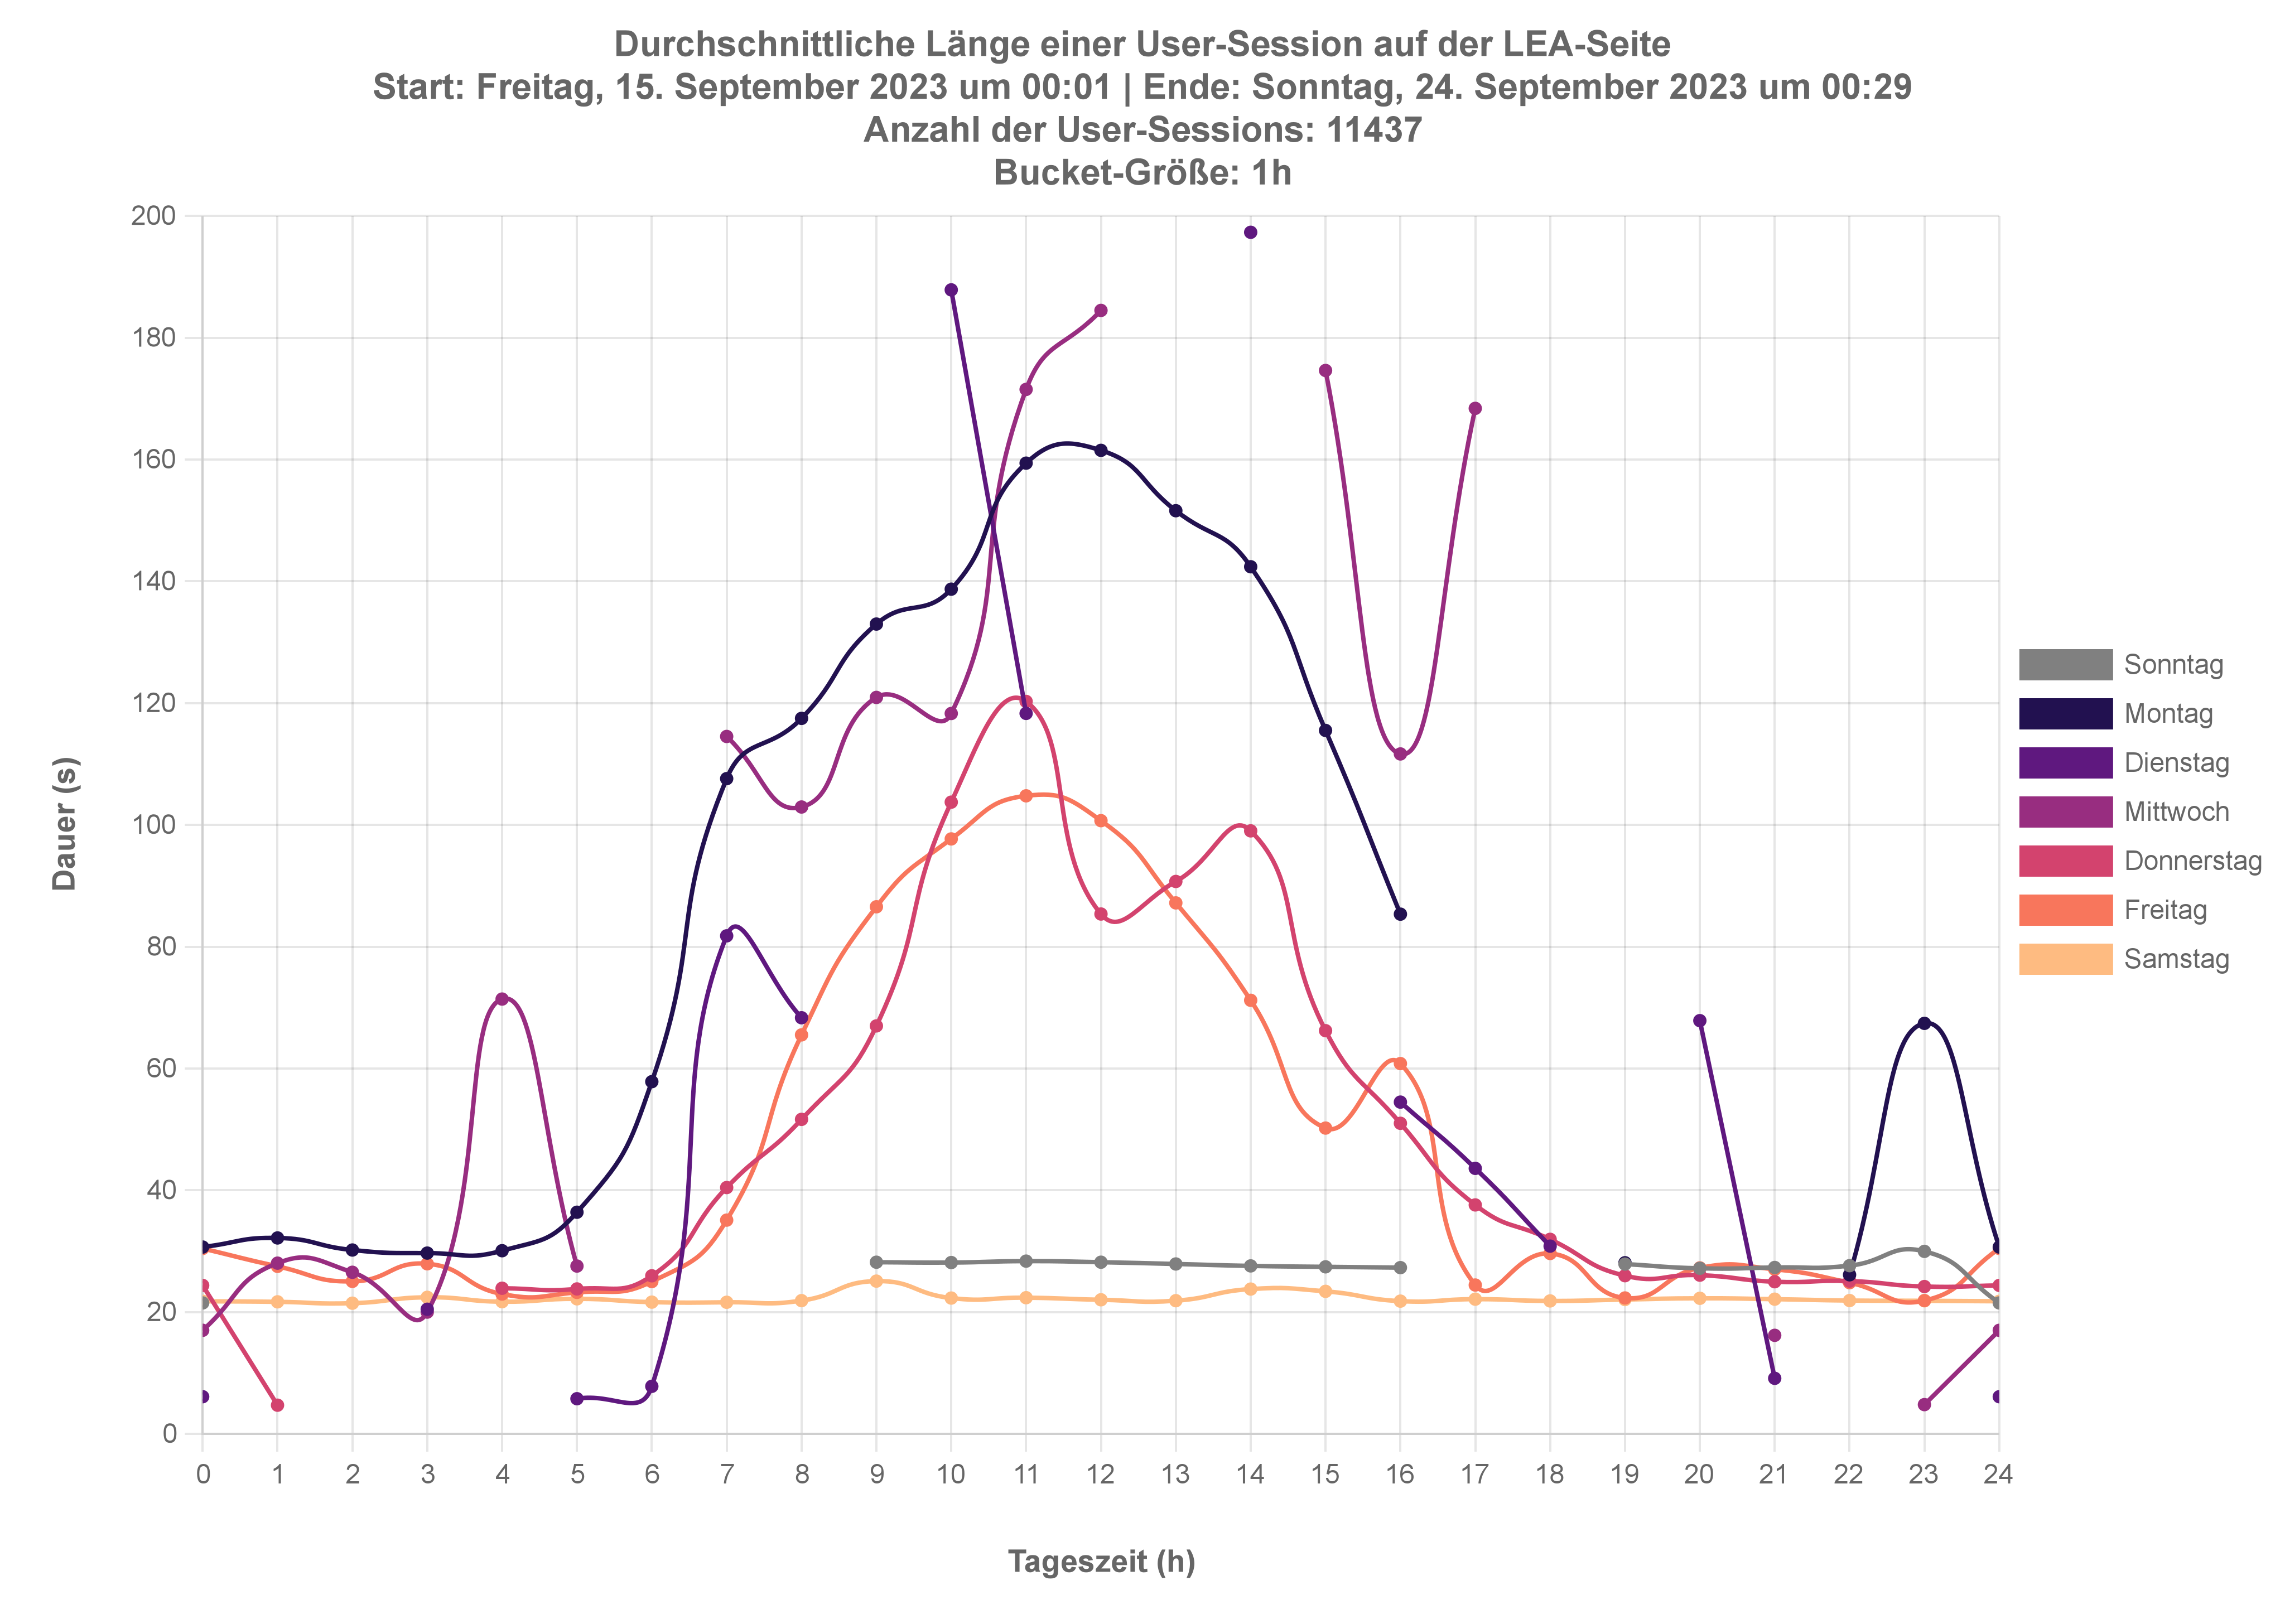 Durchschnittliche Länge einer User-Session auf der LEA-Seite
Start: Freitag, 15. September 2023 um 00:01 | Ende: Sonntag, 24. September 2023 um 00:29
Anzahl der User-Sessions: 11437
Bucket-Größe: 1h
Dauer (s)
200
180
160
140
120
100
80
60
40
20
0
0 1 2 3 4 5 6 7 8 9 10 11 12 13 14 15 16 17 18 19 20 21 22 23 24
Tageszeit (h)
Sonntag
Montag
Dienstag
Mittwoch
Donnerstag
Freitag
Samstag